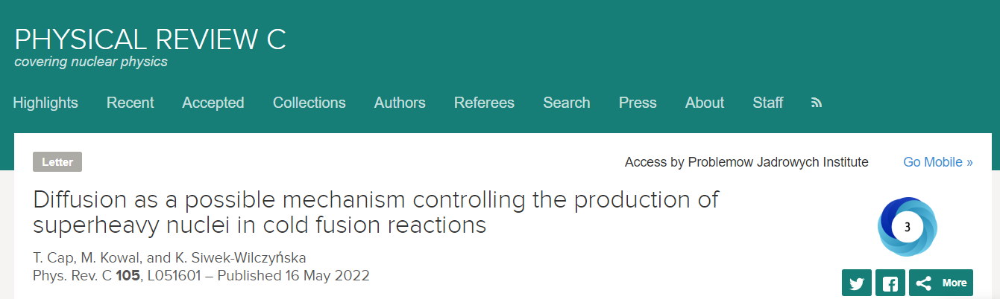 PHYSICAL REVIEW C
covering nuclear physics
Highlights Recent Accepted Collections Authors Referees Search Press About Staff
Letter Access by Problemow Jadrowych Institute Go Mobile »
Diffusion as a possible mechanism controlling the production of
superheavy nuclei in cold fusion reactions
3
T. Cap, M. Kowal, and K. Siwek-Wilczyńska
Phys. Rev. C 105, L051601 – Published 16 May 2022
More